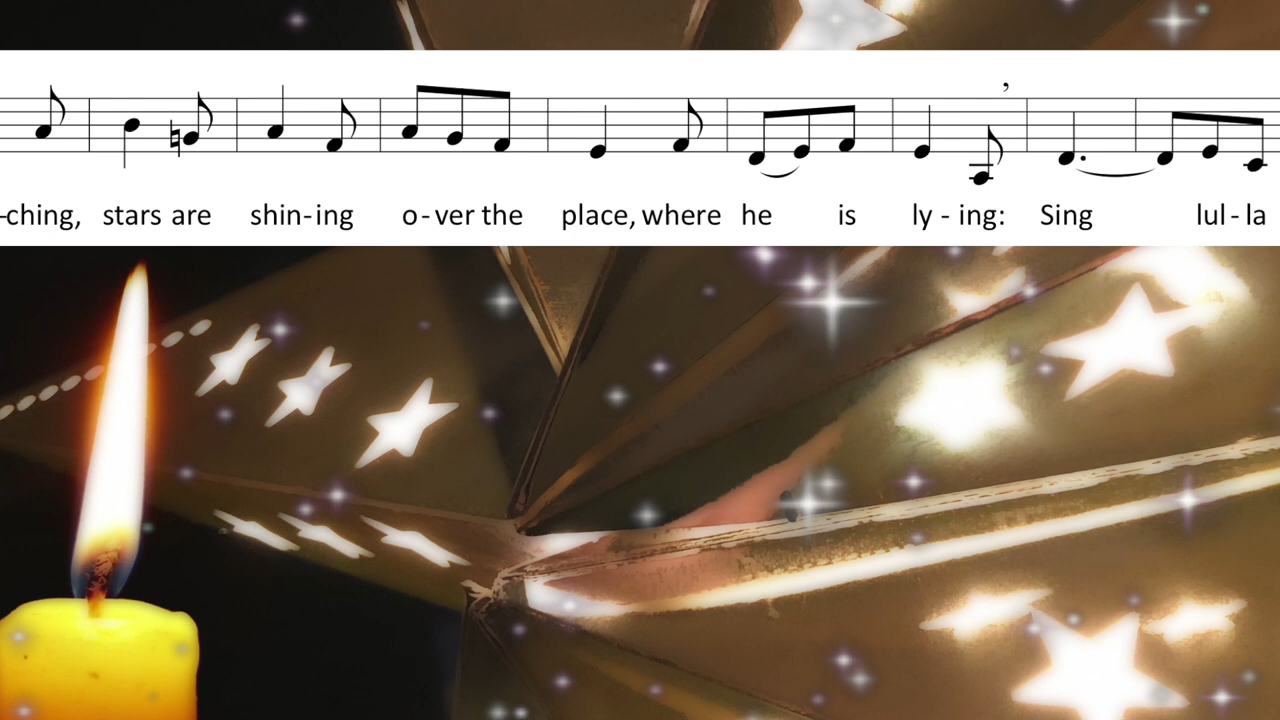 -ching, stars are shin-ing o-ver the place, where he is ly-ing: Sing lul-la